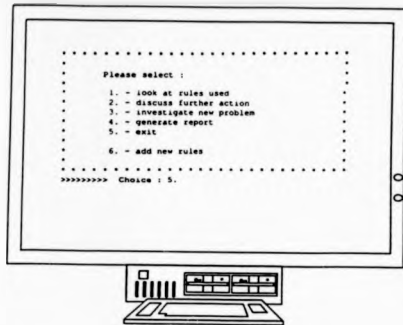 Please select :
1. - look at rules used
2. - discuss further action
3. - investigate new problem
4. - generate report
5. - exit
6. - add new rules
>>>>>>>>> Choice : 5.